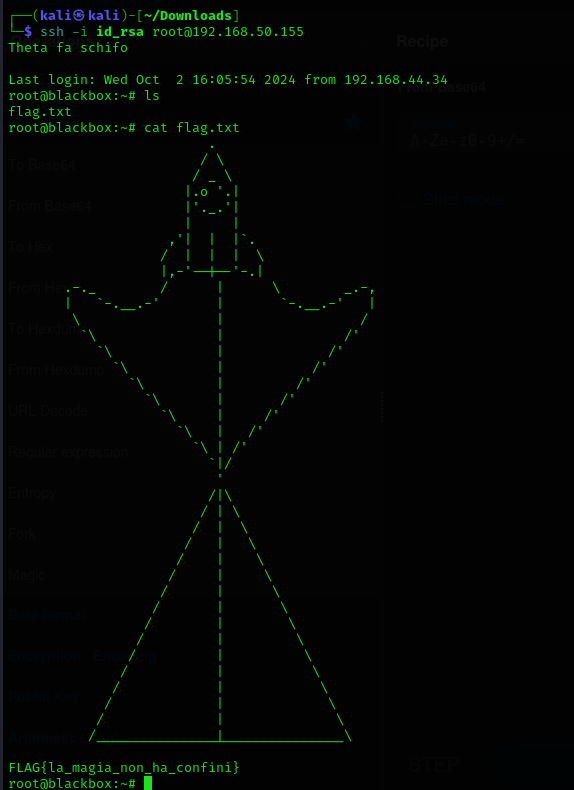 ┌──(kali㉿kali)-[~/Downloads]
└─$ ssh -i id_rsa root@192.168.50.155
Theta fa schifo
Last login: Wed Oct  2 16:05:54 2024 from 192.168.44.34
root@blackbox:~# ls
flag.txt
root@blackbox:~# cat flag.txt
FLAG{la_magia_non_ha_confini}
root@blackbox:~#
Recipe
From Base64
A-Za-z0-9+/=
To Base64
From Base64
To Hex
To Hexdump
From Hexdump
URL Decode
Regular expression
Entropy
Fork
Magic
STEP